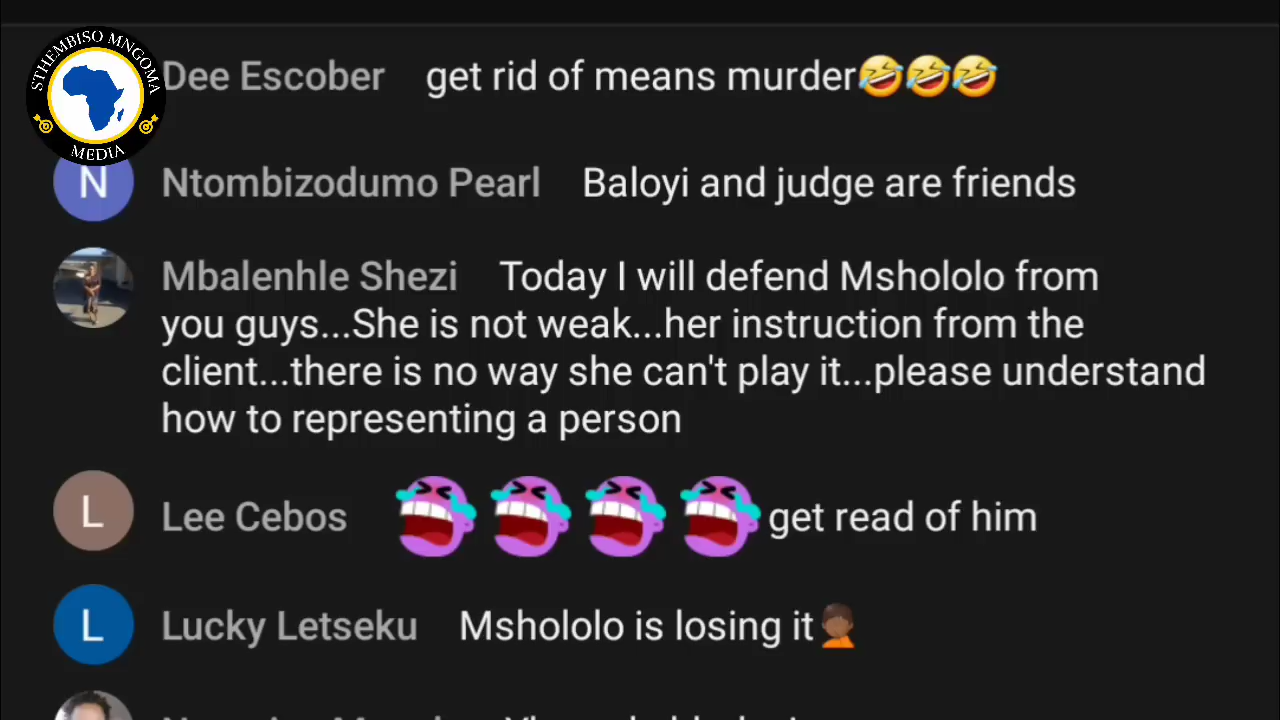 STHEMBISO MNGOMA
MEDIA
Dee Escober get rid of means murder🤣🤣🤣
N
Ntombizodumo Pearl Baloyi and judge are friends
Mbalenhle Shezi Today I will defend Mshololo from
you guys...She is not weak...her instruction from the
client...there is no way she can't play it...please understand
how to representing a person
L
Lee Cebos get read of him
L
Lucky Letseku Mshololo is losing it🤦🏾